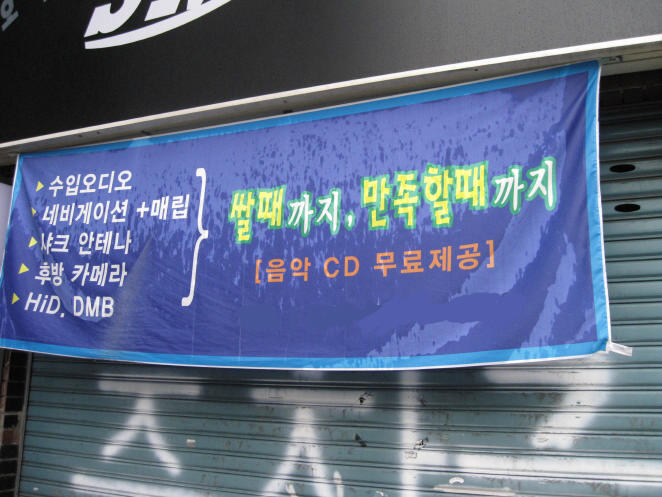 수입오디오
네비게이션 +매립
샤크 안테나
후방 카메라
HiD. DMB
쌀때까지, 만족할때까지
[음악 CD 무료제공]